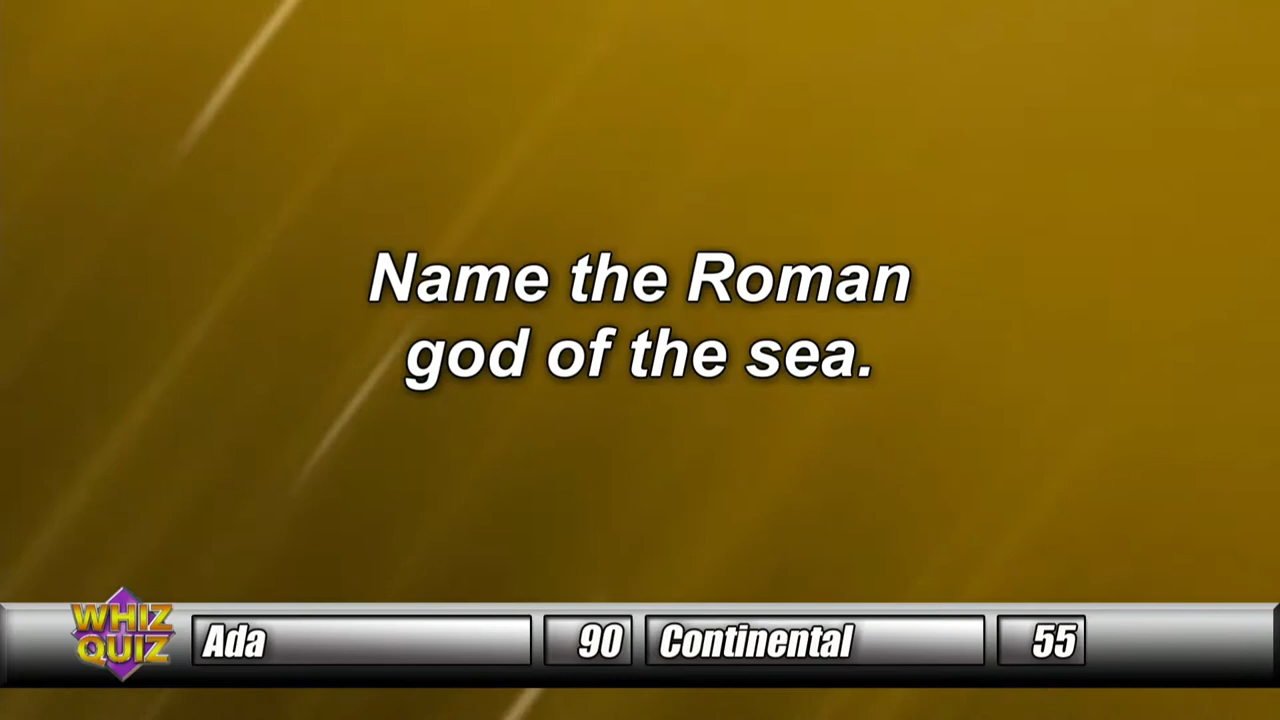 Name the Roman
god of the sea.
WHIZ
QUIZ
Ada 90 Continental 55